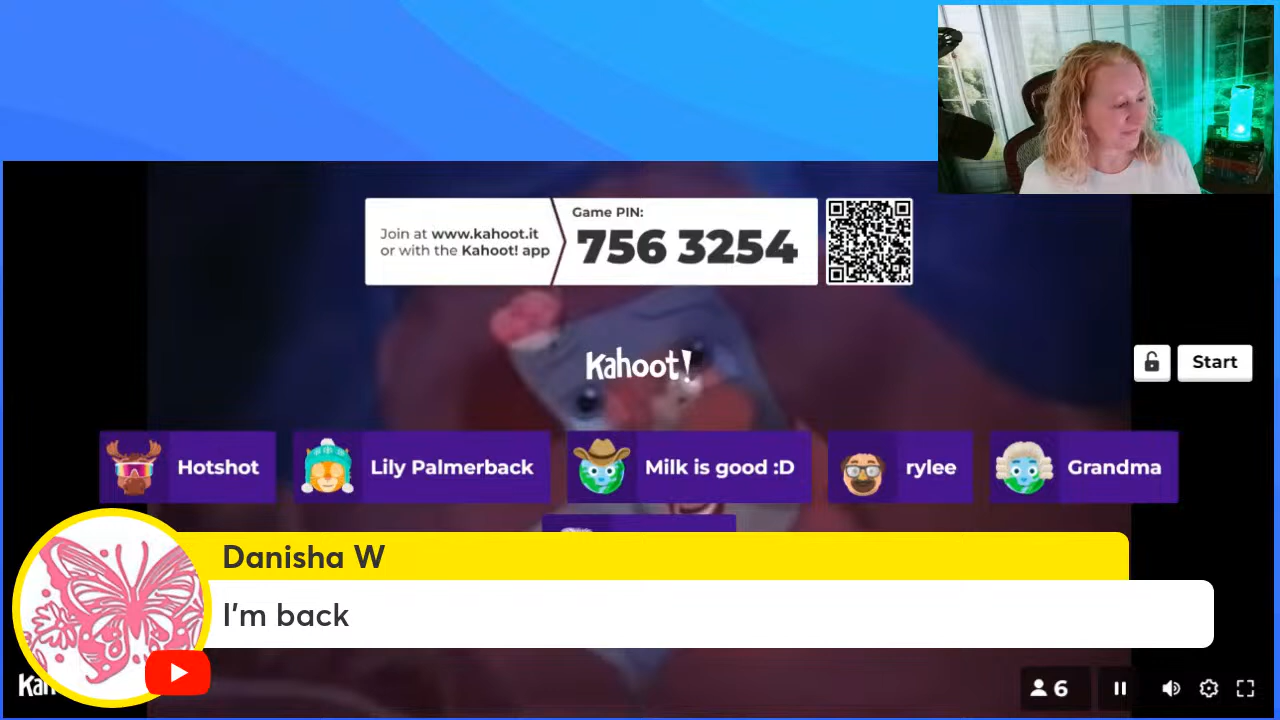 Join at www.kahoot.it
or with the Kahoot! app
Game PIN:
756 3254
Kahoot!
Start
Hotshot
Lily Palmerback
Milk is good :D
rylee
Grandma
Danisha W
I'm back
6